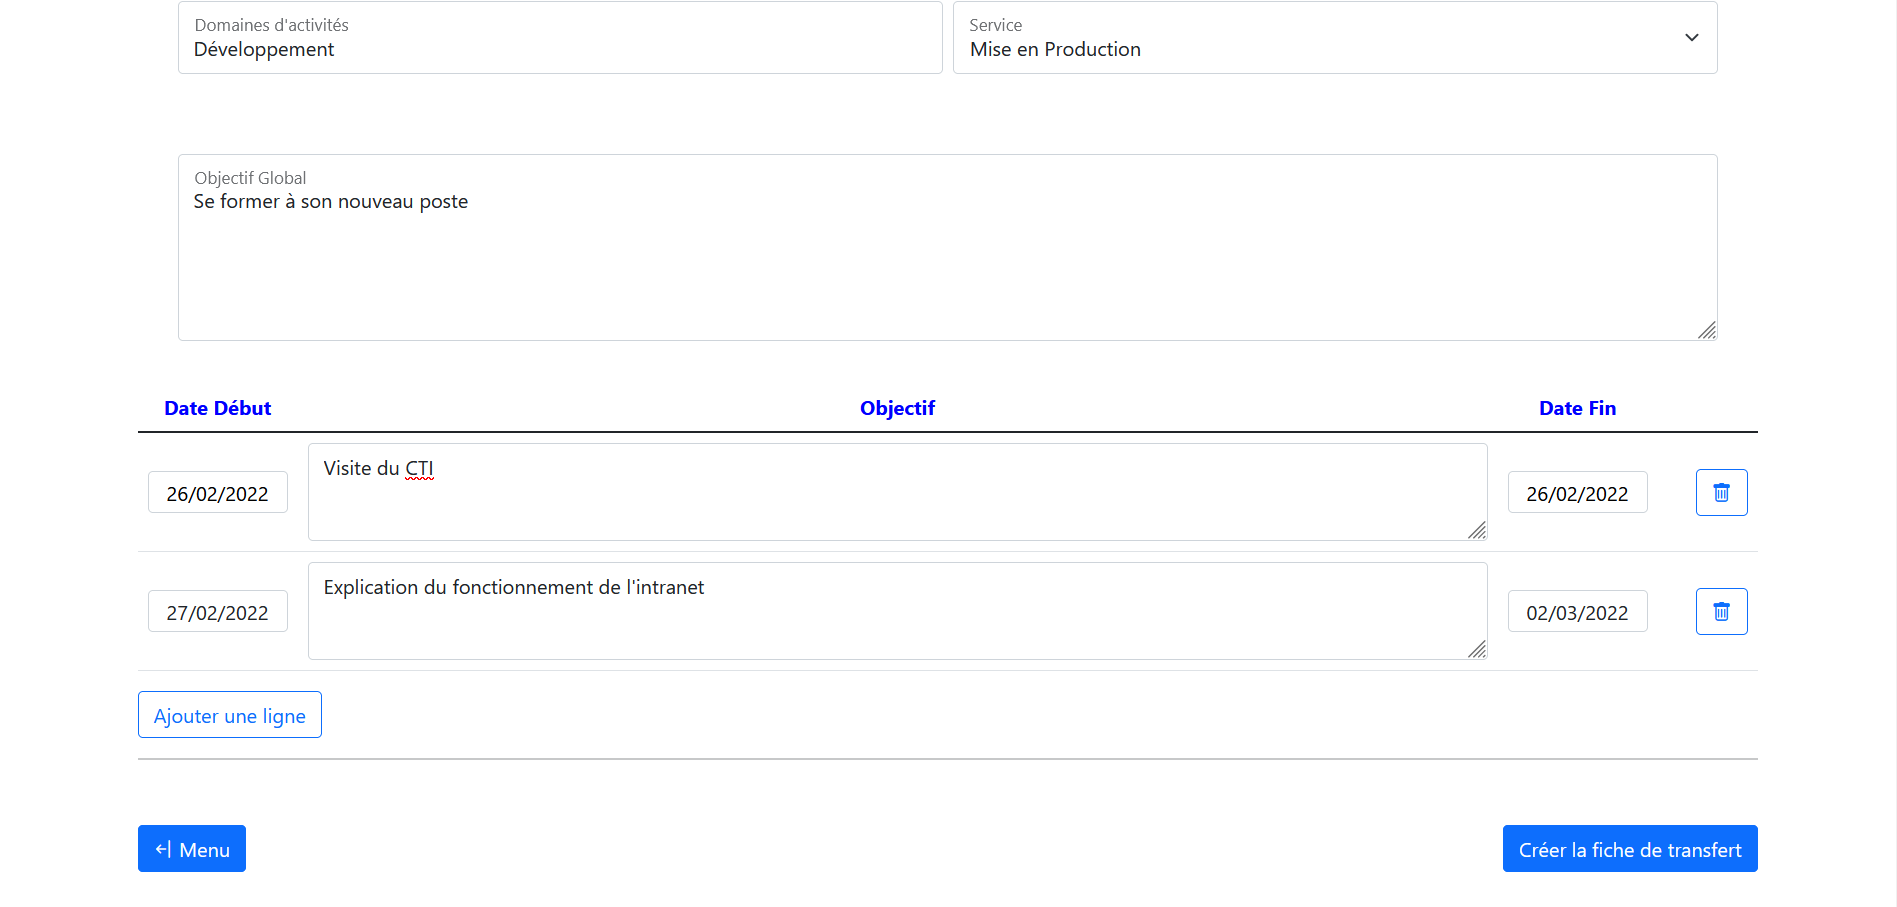 Domaines d'activités
Développement
Service
Mise en Production
Objectif Global
Se former à son nouveau poste
Date Début Objectif Date Fin
26/02/2022 Visite du CTI 26/02/2022
27/02/2022 Explication du fonctionnement de l'intranet 02/03/2022
Ajouter une ligne
Menu
Créer la fiche de transfert